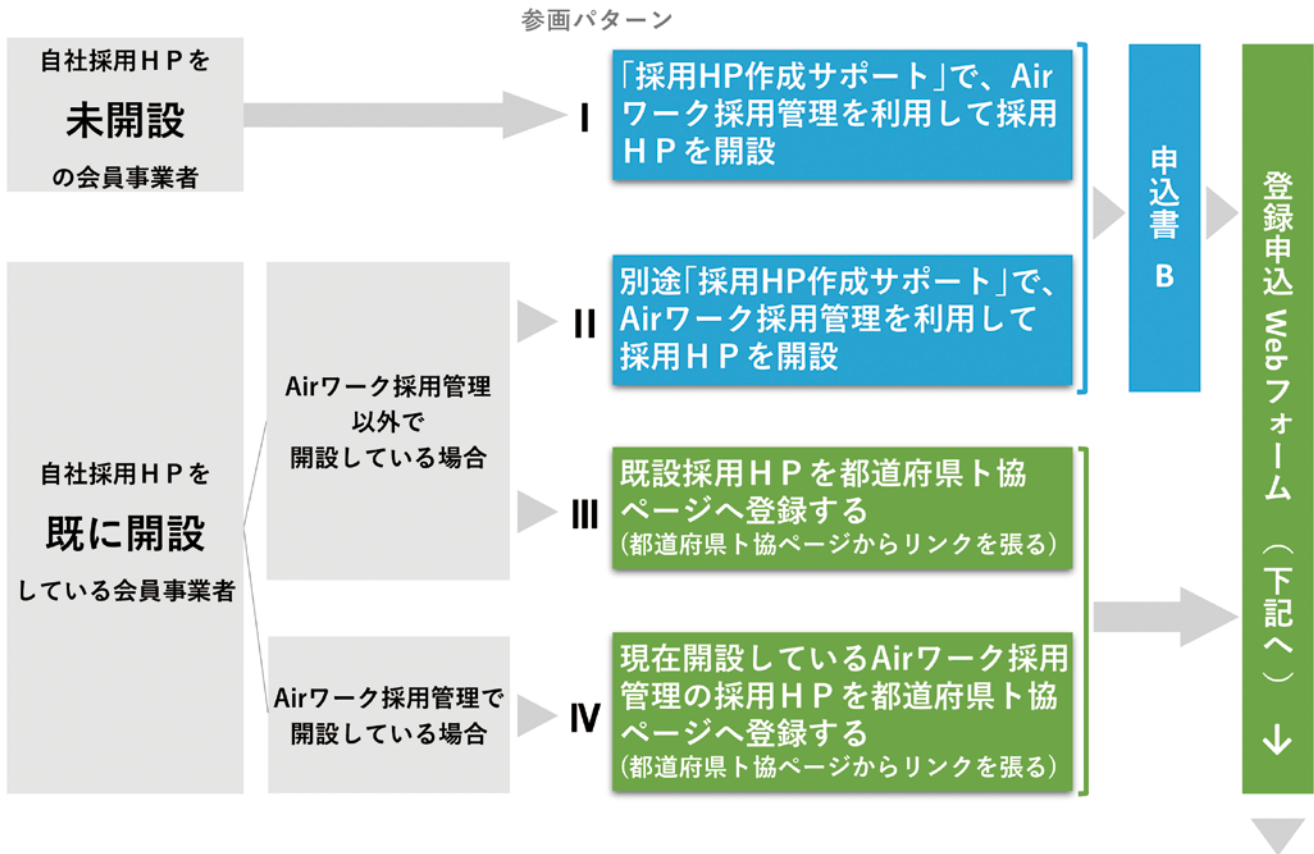 参画パターン
自社採用ＨＰを
未開設
の会員事業者
Ⅰ
「採用HP作成サポート」で、Air
ワーク採用管理を利用して採用
ＨＰを開設
自社採用ＨＰを
既に開設
している会員事業者
Airワーク採用管理
以外で
開設している場合
Ⅱ
別途「採用HP作成サポート」で、
Airワーク採用管理を利用して
採用ＨＰを開設
Ⅲ
既設採用ＨＰを都道府県ト協
ページへ登録する
(都道府県ト協ページからリンクを張る)
Airワーク採用管理で
開設している場合
Ⅳ
現在開設しているAirワーク採用
管理の採用ＨＰを都道府県ト協
ページへ登録する
(都道府県ト協ページからリンクを張る)
申込書 B
登録申込 Webフォーム （下記へ） ↓